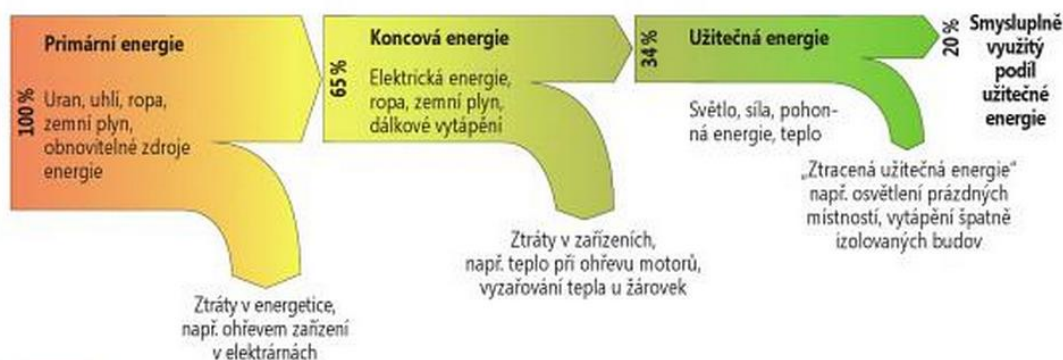 Primární energie
100 %
Uran, uhlí, ropa,
zemní plyn,
obnovitelné zdroje
energie
Ztráty v energetice,
např. ohřevem zařízení
v elektrárnách
Koncová energie
65 %
Elektrická energie,
ropa, zemní plyn,
dálkové vytápění
Ztráty v zařízeních,
např. teplo při ohřevu motorů,
vyzařování tepla u žárovek
Užitečná energie
34 %
Světlo, síla, pohon-
ná energie, teplo
„Ztracená užitečná energie“
např. osvětlení prázdných
místností, vytápění špatně
izolovaných budov
20 %
Smysluplně
využitý
podíl
užitečné
energie